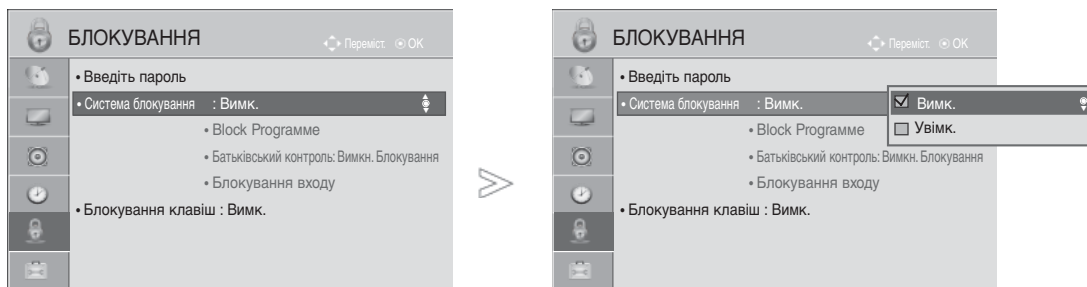 БЛОКУВАННЯ
Переміст. OK
• Введіть пароль
• Система блокування : Вимк.
• Block Programme
• Батьківський контроль: Вимкн. Блокування
• Блокування входу
• Блокування клавіш : Вимк.
БЛОКУВАННЯ
Переміст. OK
• Введіть пароль
• Система блокування : Вимк.
Вимк.
Увімк.
• Block Programme
• Батьківський контроль: Вимкн. Блокування
• Блокування входу
• Блокування клавіш : Вимк.